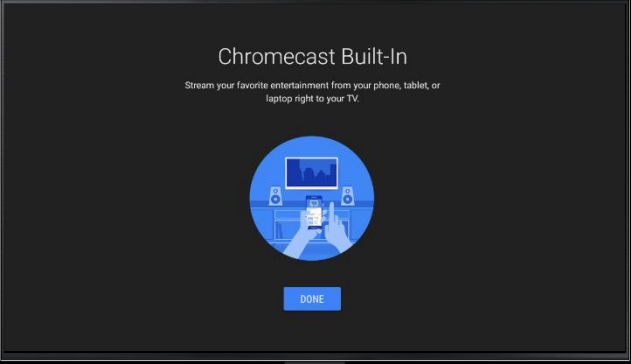 Chromecast Built-In
Stream your favorite entertainment from your phone, tablet, or
laptop right to your TV.
DONE